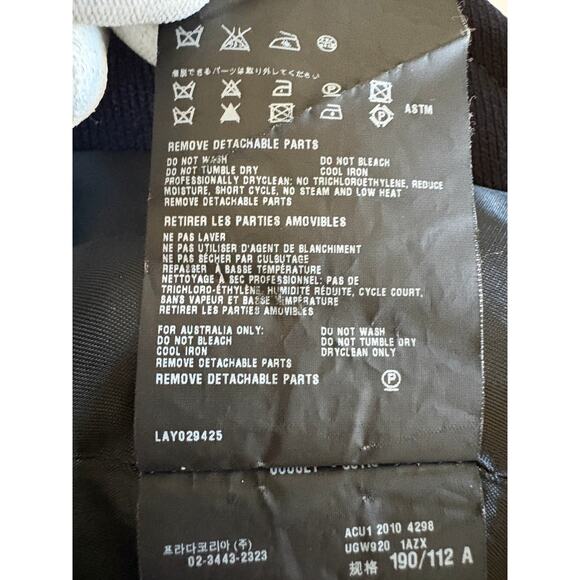 着脱できるパーツは取り外してください
ASTM
REMOVE DETACHABLE PARTS
DO NOT WASH DO NOT BLEACH
DO NOT TUMBLE DRY COOL IRON
PROFESSIONALLY DRYCLEAN: NO TRICHLOROETHYLENE, REDUCE
MOISTURE, SHORT CYCLE, NO STEAM AND LOW HEAT
REMOVE DETACHABLE PARTS
RETIRER LES PARTIES AMOVIBLES
NE PAS LAVER
NE PAS UTILISER D'AGENT DE BLANCHIMENT
NE PAS SÉCHER PAR CULBUTAGE
REPASSER À BASSE TEMPÉRATURE
NETTOYAGE À SEC PROFESSIONNEL: PAS DE
TRICHLORO-ÉTHYLÈNE, HUMIDITÉ RÉDUITE, CYCLE COURT,
SANS VAPEUR ET BASSE TEMPÉRATURE
RETIRER LES PARTIES AMOVIBLES
FOR AUSTRALIA ONLY: DO NOT WASH
DO NOT BLEACH DO NOT TUMBLE DRY
COOL IRON DRYCLEAN ONLY
REMOVE DETACHABLE PARTS
REMOVE DETACHABLE PARTS P
LAY029425
ACU1 2010 4298
프라다코리아 (주) UGW920 1AZX
02-3443-2323 规格 190/112 A